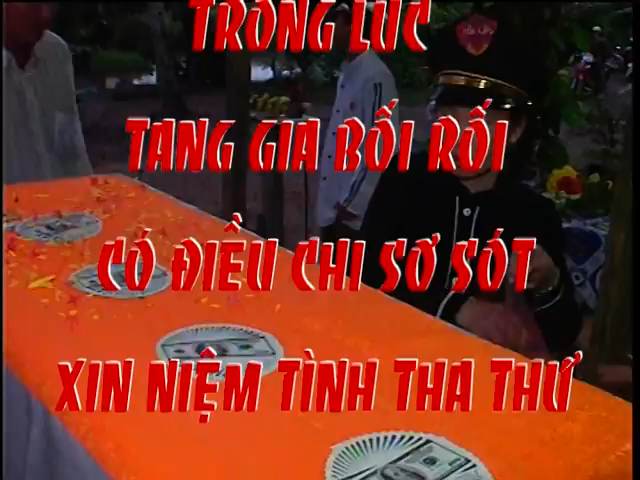 TRONG LÚC
TANG GIA BỐI RỐI
CÓ ĐIỀU CHI SƠ SÓT
XIN NIỆM TÌNH THA THỨ